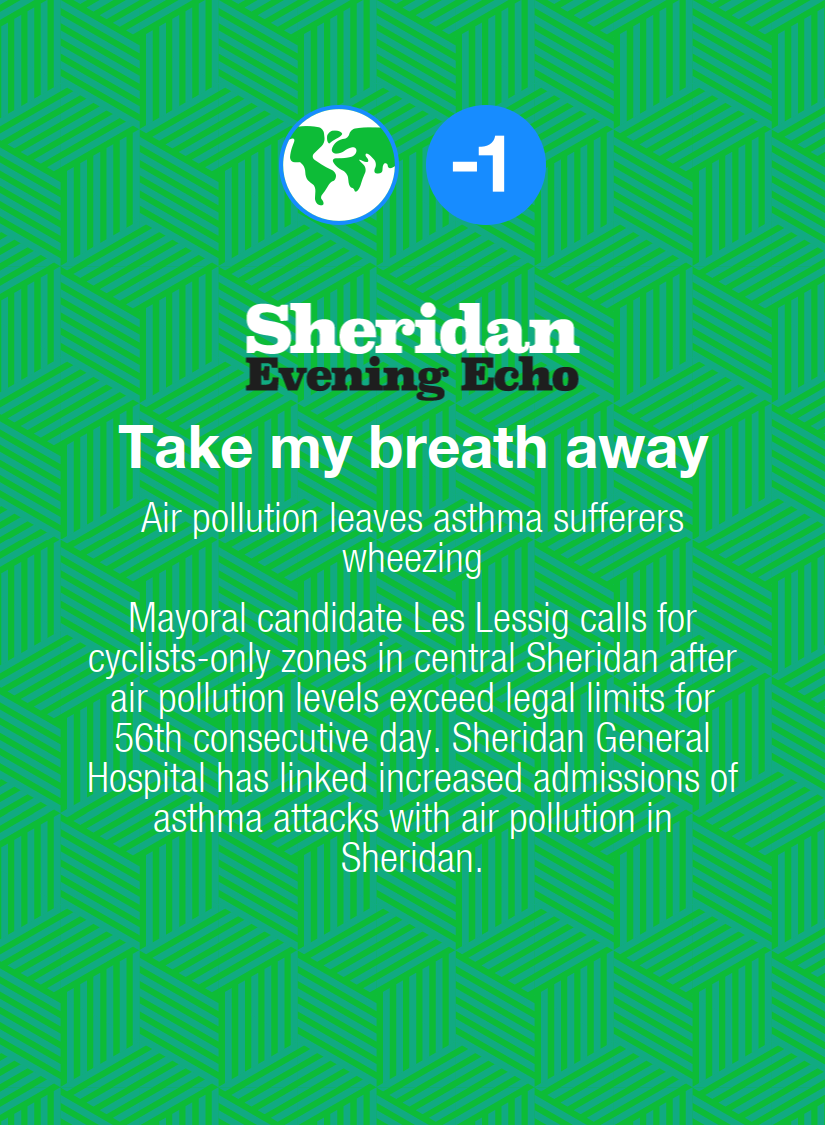 -1
Sheridan
Evening Echo
Take my breath away
Air pollution leaves asthma sufferers
wheezing
Mayoral candidate Les Lessig calls for
cyclists-only zones in central Sheridan after
air pollution levels exceed legal limits for
56th consecutive day. Sheridan General
Hospital has linked increased admissions of
asthma attacks with air pollution in
Sheridan.